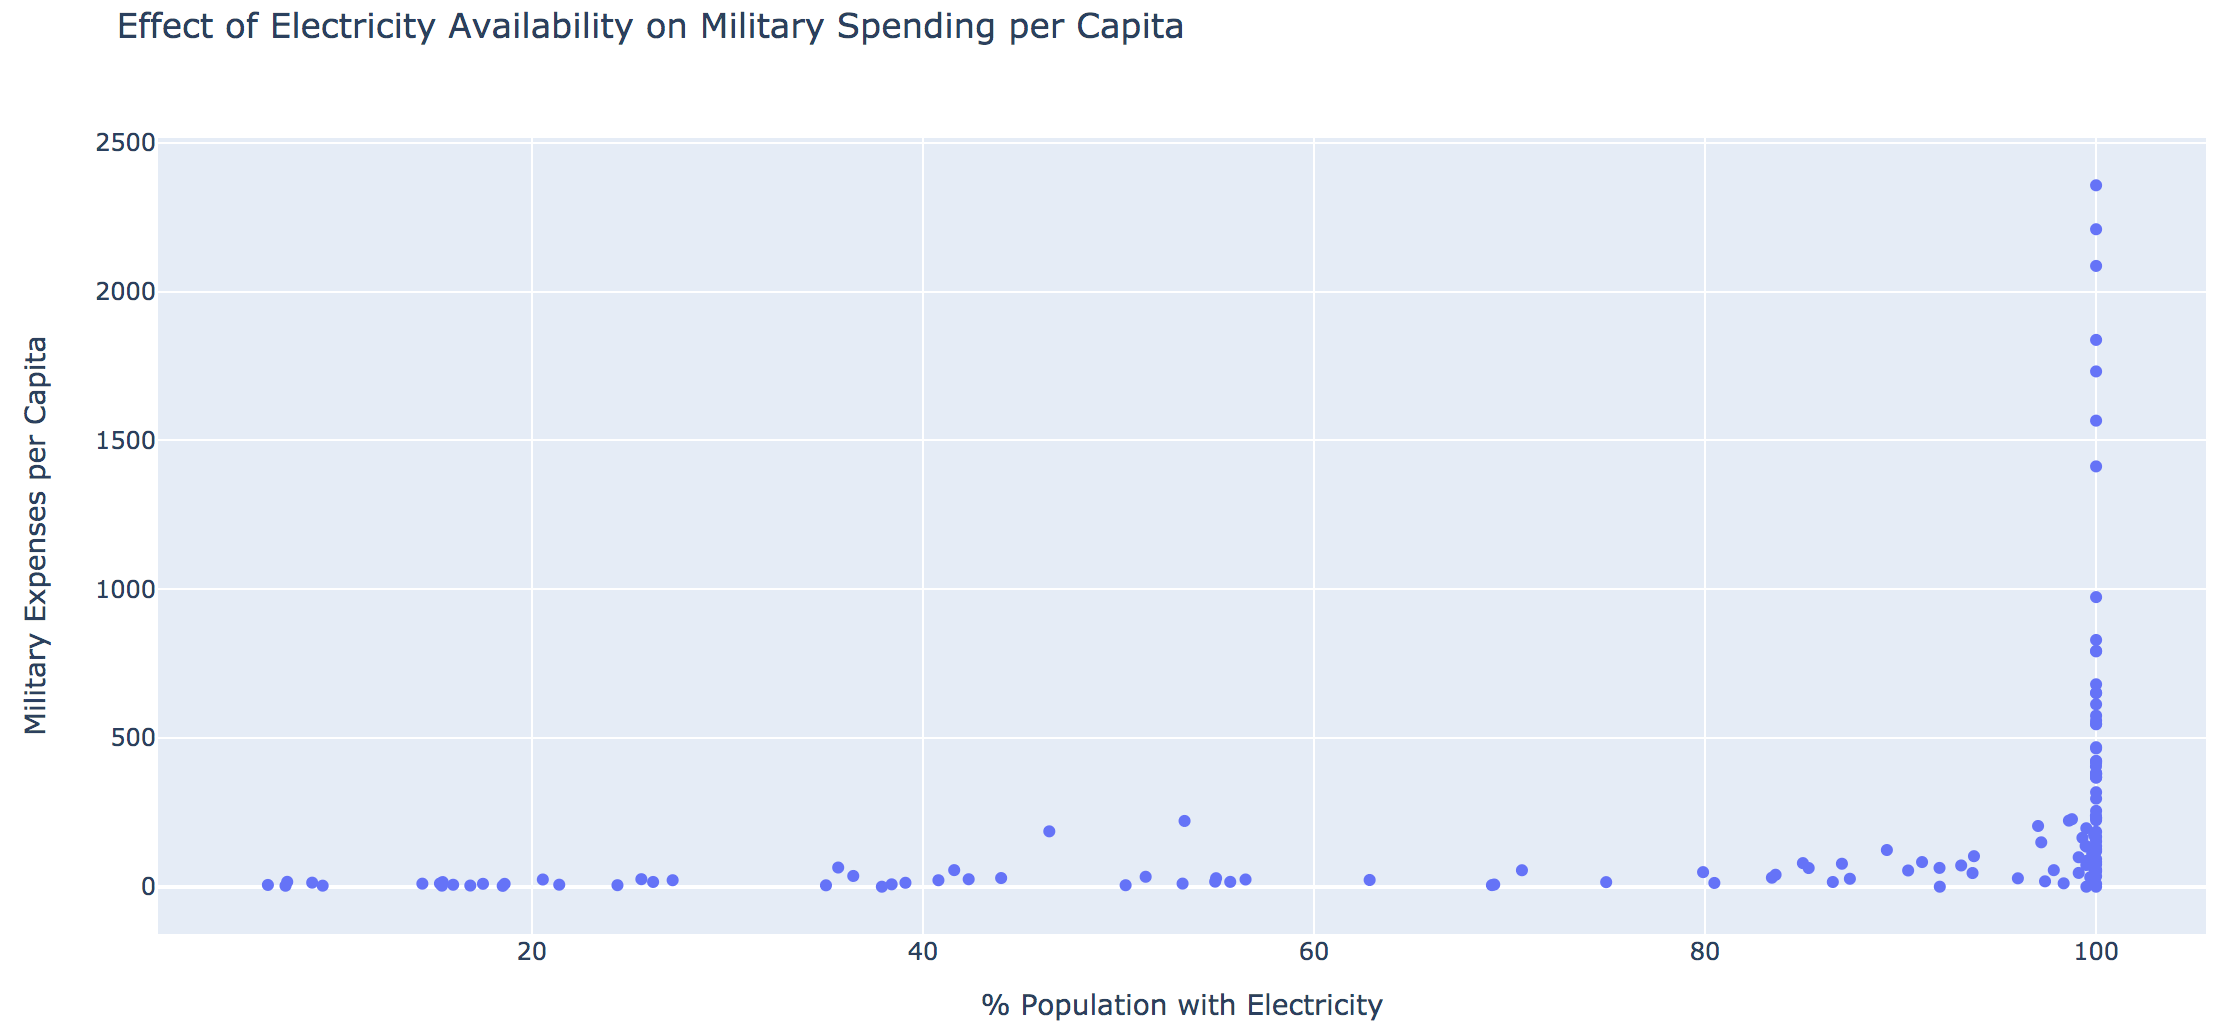 Effect of Electricity Availability on Military Spending per Capita
2500
2000
1500
1000
500
0
Military Expenses per Capita
20 40 60 80 100
% Population with Electricity